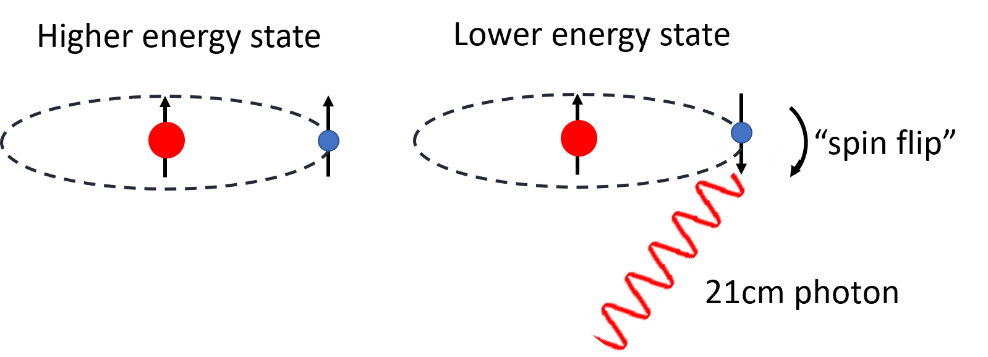 Higher energy state
Lower energy state
“spin flip”
21cm photon